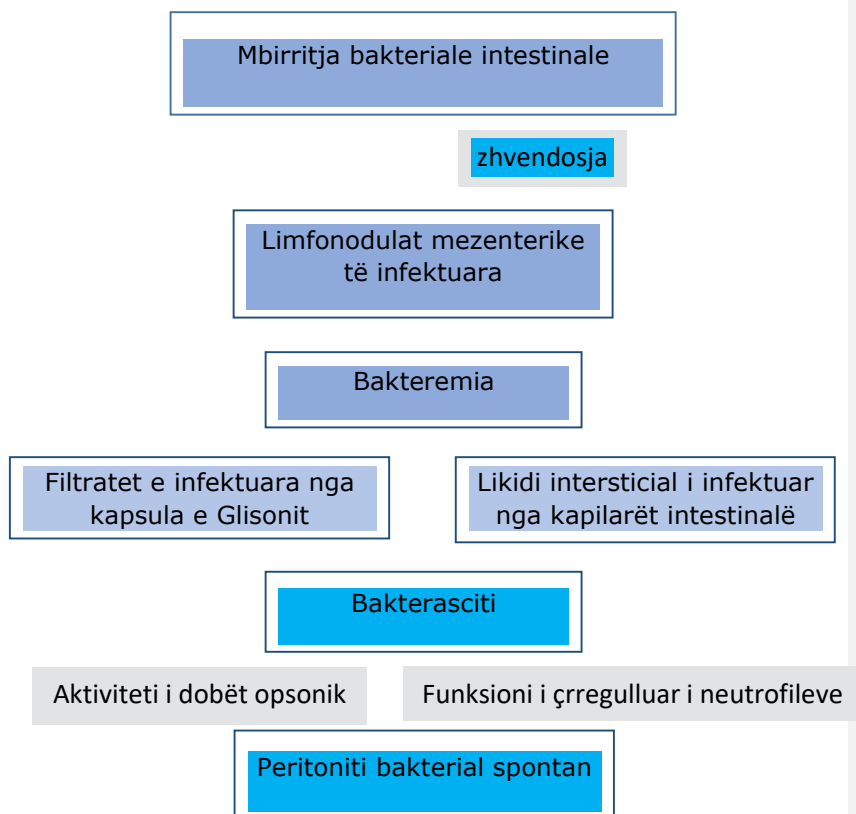 Mbirritja bakteriale intestinale
zhvendosja
Limfonodulat mezenterike
të infektuara
Bakteremia
Filtratet e infektuara nga
kapsula e Glisonit
Likidi intersticial i infektuar
nga kapilarët intestinalë
Bakterasciti
Aktiviteti i dobët opsonik
Funksioni i çrregulluar i neutrofileve
Peritoniti bakterial spontan